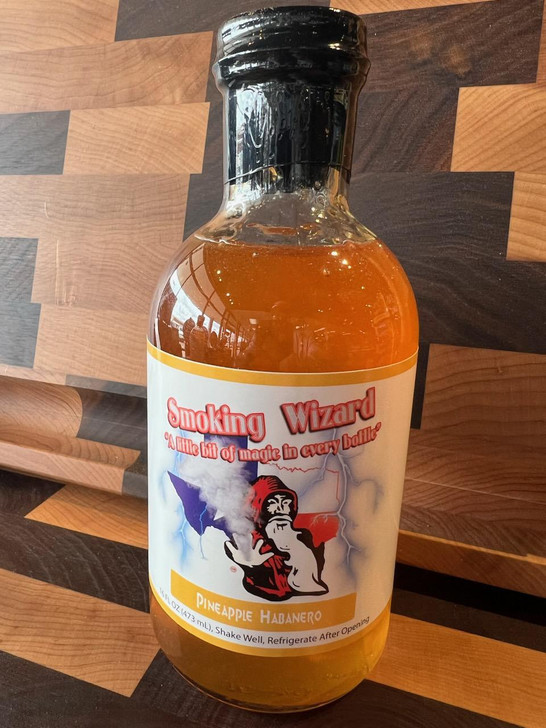 Smoking Wizard
"A little bit of magic in every bottle"
®
Pineapple Habanero
16 FL OZ (473 mL), Shake Well, Refrigerate After Opening